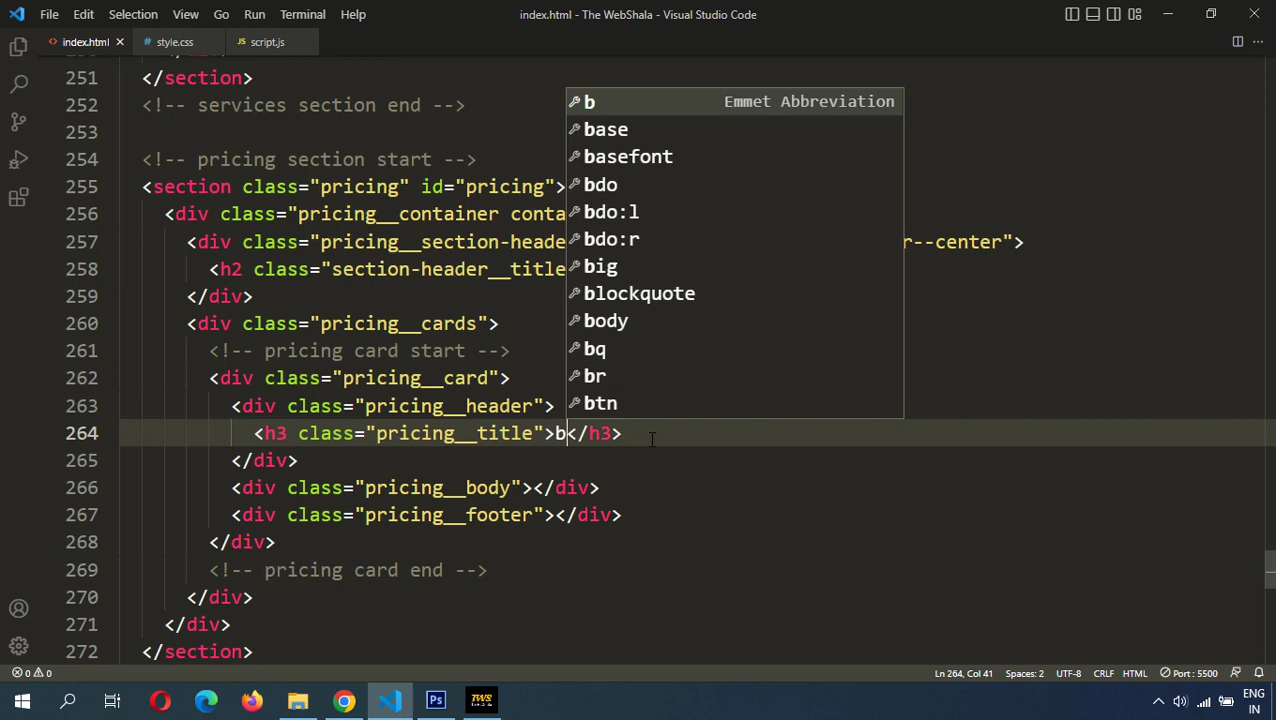 File Edit Selection View Go Run Terminal Help
index.html - The WebShala - Visual Studio Code
index.html style.css JS script.js
251 </section>
252 <!-- services section end -->
253
254 <!-- pricing section start -->
255 <section class="pricing" id="pricing">
256 <div class="pricing__container conta
257 <div class="pricing__section-heade r--center">
258 <h2 class="section-header__title
259 </div>
260 <div class="pricing__cards">
261 <!-- pricing card start -->
262 <div class="pricing__card">
263 <div class="pricing__header">
264 <h3 class="pricing__title">b</h3>
265 </div>
266 <div class="pricing__body"></div>
267 <div class="pricing__footer"></div>
268 </div>
269 <!-- pricing card end -->
270 </div>
271 </div>
272 </section>
b Emmet Abbreviation
base
basefont
bdo
bdo:l
bdo:r
big
blockquote
body
bq
br
btn
0 0 Ln 264, Col 41 Spaces: 2 UTF-8 CRLF HTML Port : 5500
Ps TWS ENG
IN